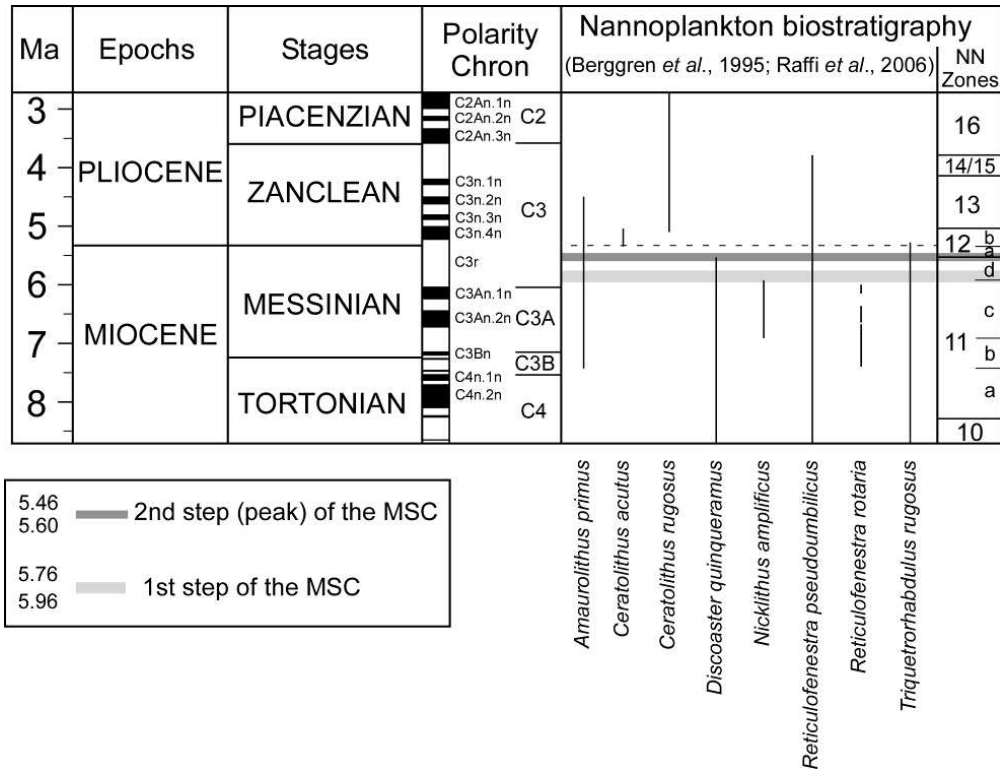 Ma
Epochs
Stages
Polarity
Chron
Nannoplankton biostratigraphy
(Berggren et al., 1995; Raffi et al., 2006)
NN
Zones
3
4
5
6
7
8
PLIOCENE
MIOCENE
PIACENZIAN
ZANCLEAN
MESSINIAN
TORTONIAN
C2An.1n
C2An.2n
C2An.3n
C3n.1n
C3n.2n
C3n.3n
C3n.4n
C3r
C3An.1n
C3An.2n
C3Bn
C4n.1n
C4n.2n
C2
C3
C3A
C3B
C4
16
14/15
13
12
b
a
d
11
c
b
a
10
Amaurolithus primus
Ceratolithus acutus
Ceratolithus rugosus
Discoaster quinqueramus
Nicklithus amplificus
Reticulofenestra pseudoumbilicus
Reticulofenestra rotaria
Triquetrorhabdulus rugosus
5.46
5.60
2nd step (peak) of the MSC
5.76
5.96
1st step of the MSC